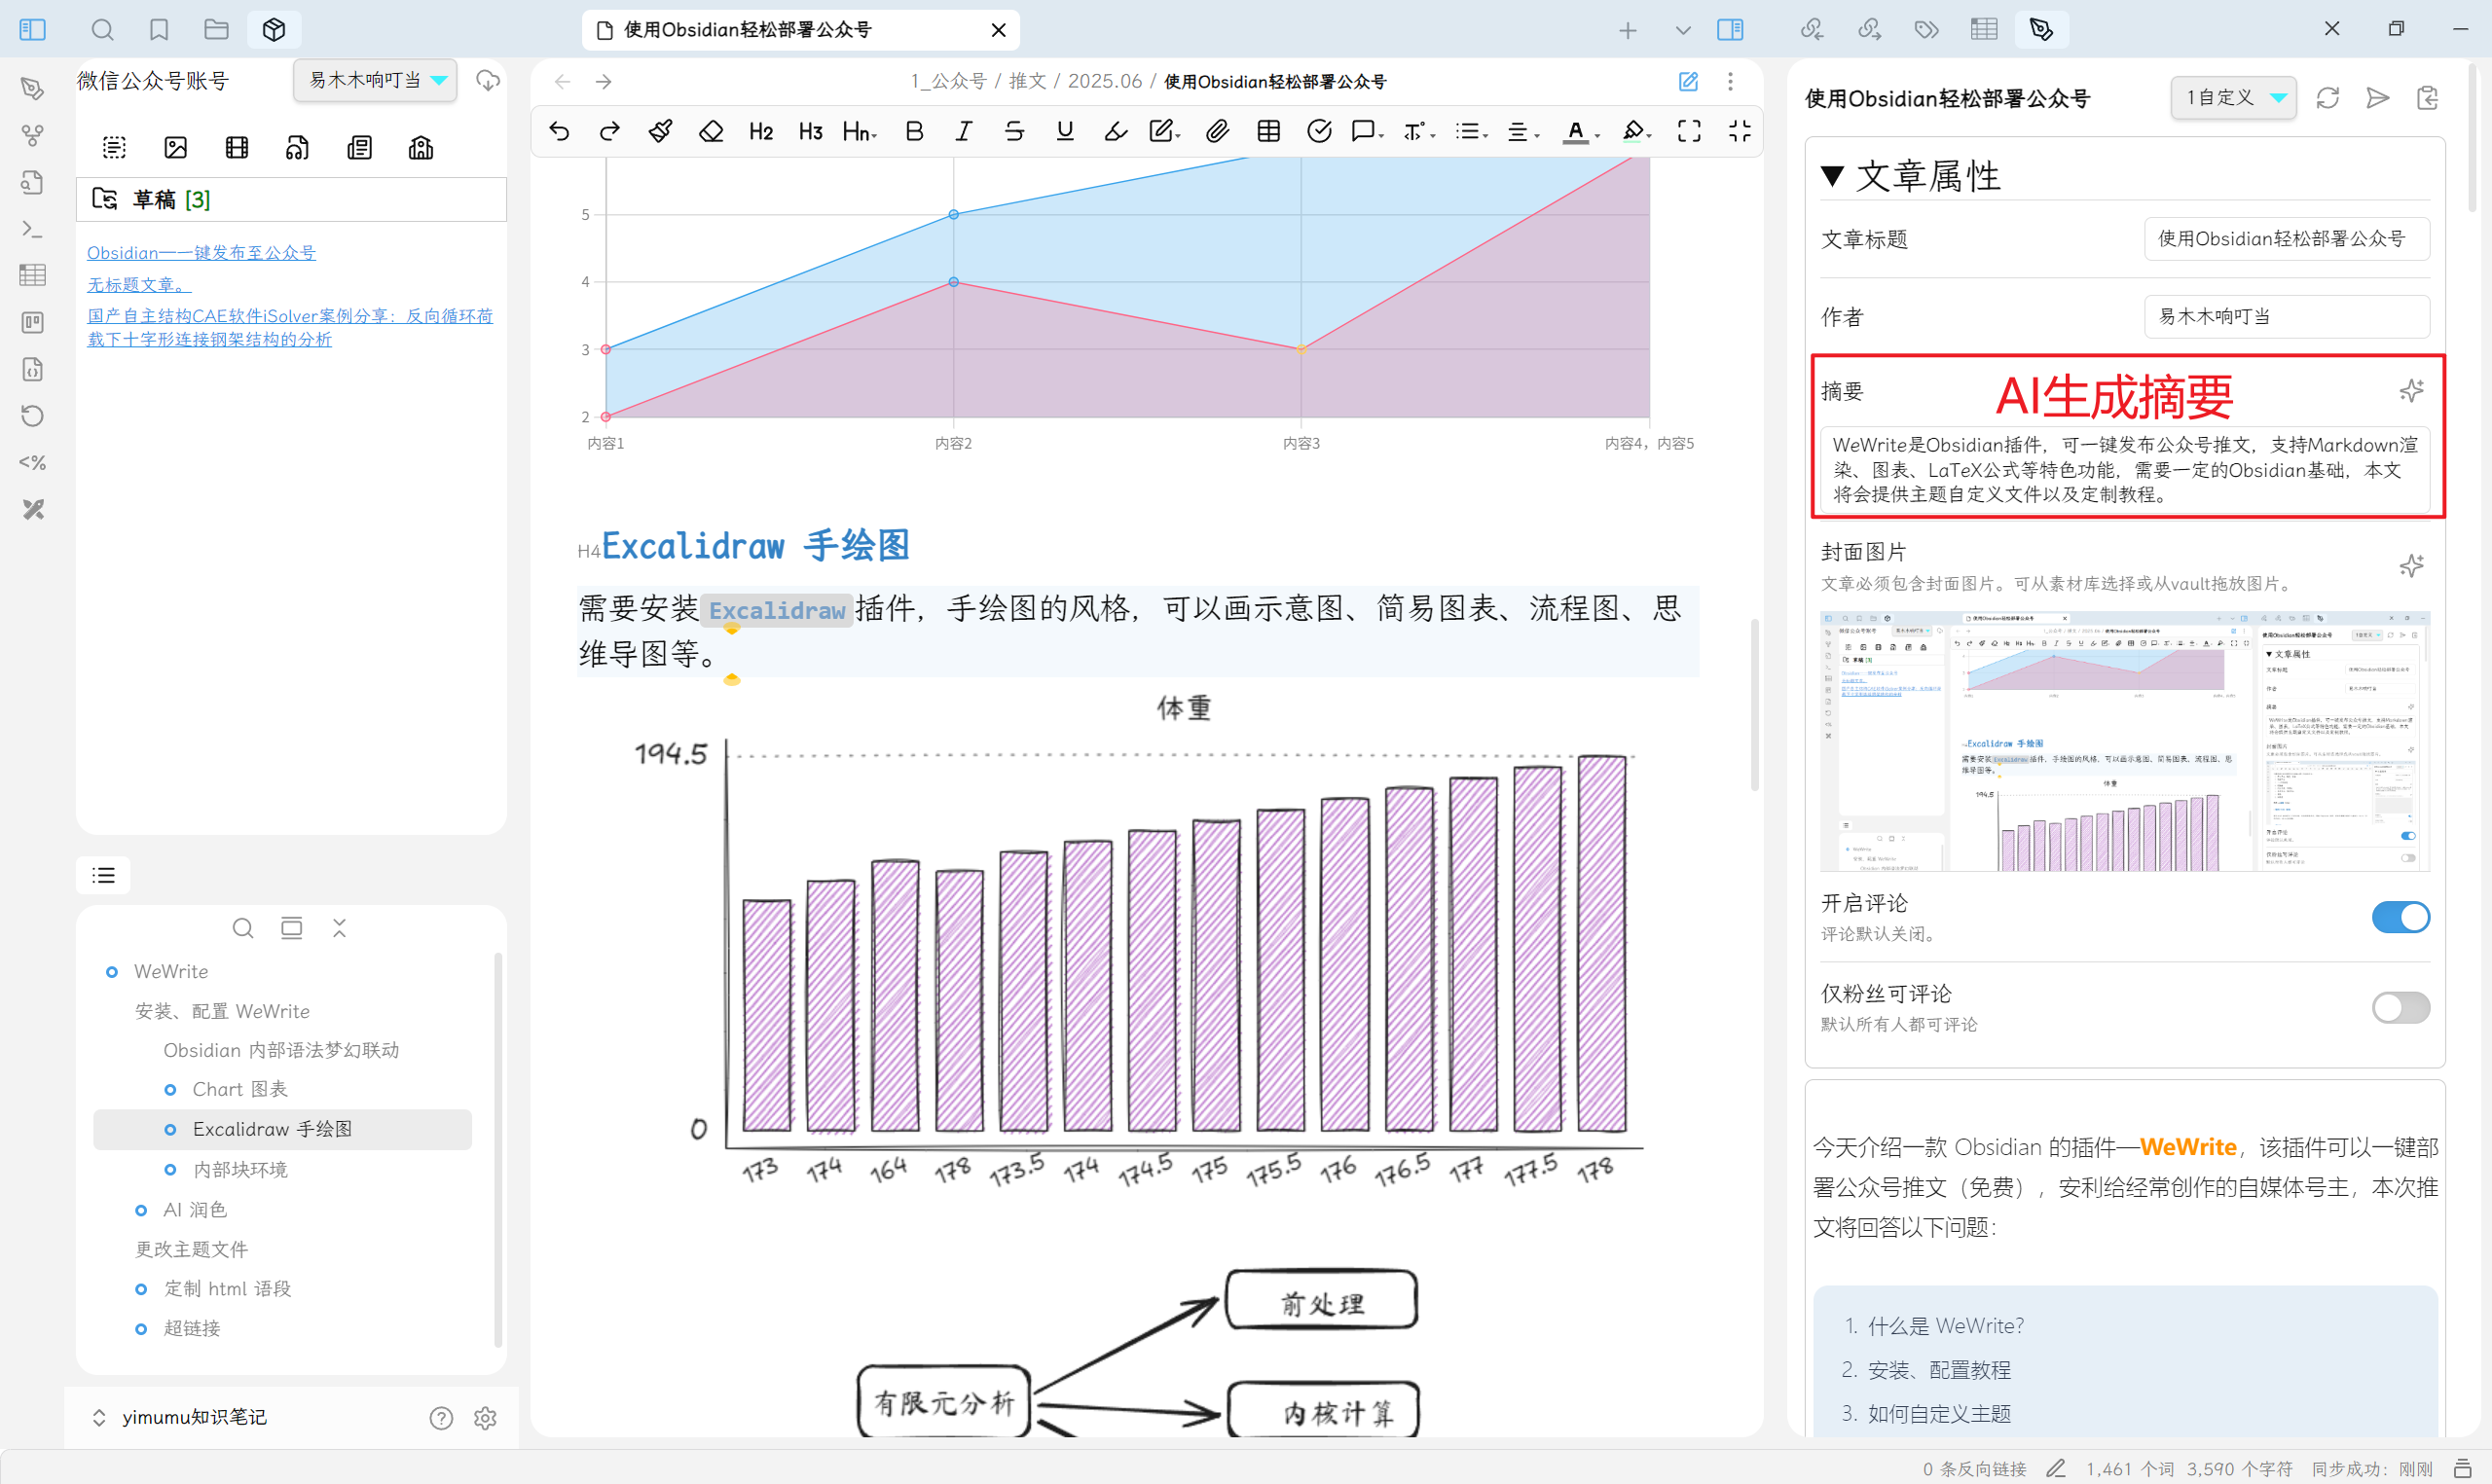 使用Obsidian轻松部署公众号
微信公众号账号
易木木响叮当
草稿 [3]
Obsidian—一键发布至公众号
无标题文章。
国产自主结构CAE软件iSolver案例分享：反向循环荷
载下十字形连接钢架结构的分析
WeWrite
安装、配置 WeWrite
Obsidian 内部语法梦幻联动
Chart 图表
Excalidraw 手绘图
内部块环境
AI 润色
更改主题文件
定制 html 语段
超链接
yimumu知识笔记
1_公众号 / 推文 / 2025.06 / 使用Obsidian轻松部署公众号
H2 H3 Hn B I S U A
5
4
3
2
内容1 内容2 内容3 内容4，内容5
H4 Excalidraw 手绘图
需要安装 Excalidraw 插件，手绘图的风格，可以画示意图、简易图表、流程图、思
维导图等。
体重
194.5
0
173 174 164 178 173.5 174 174.5 175 175.5 176 176.5 177 177.5 178
前处理
有限元分析
内核计算
使用Obsidian轻松部署公众号
1自定义
文章属性
文章标题
使用Obsidian轻松部署公众号
作者
易木木响叮当
摘要
AI生成摘要
WeWrite是Obsidian插件，可一键发布公众号推文，支持Markdown渲
染、图表、LaTeX公式等特色功能，需要一定的Obsidian基础，本文
将会提供主题自定义文件以及定制教程。
封面图片
文章必须包含封面图片。可从素材库选择或从vault拖放图片。
开启评论
评论默认关闭。
仅粉丝可评论
默认所有人都可评论
今天介绍一款 Obsidian 的插件—WeWrite，该插件可以一键部
署公众号推文（免费），安利给经常创作的自媒体号主，本次推
文将回答以下问题：
1. 什么是 WeWrite?
2. 安装、配置教程
3. 如何自定义主题
0 条反向链接 1,461 个词 3,590 个字符 同步成功：刚刚